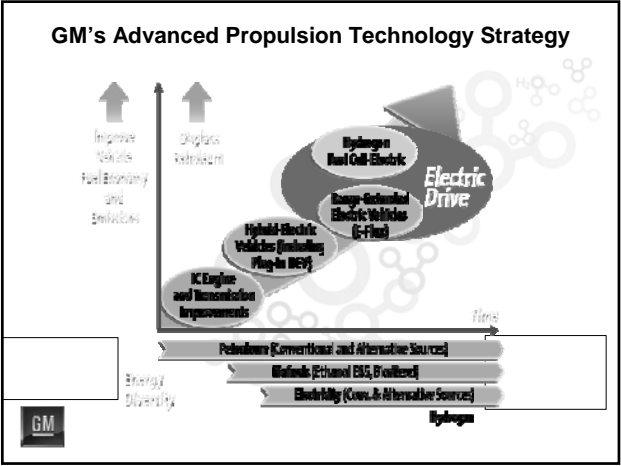 GM's Advanced Propulsion Technology Strategy
H₂O
Improve
Vehicle
Fuel Economy
and
Emissions
Displace
Petroleum
Hydrogen
Fuel Cell-Electric
Electric
Drive
Range-Extended
Electric Vehicles
(E-Flex)
Hybrid-Electric
Vehicles (including
Plug-In HEV)
IC Engine
and Transmission
Improvements
Time
Petroleum (Conventional and Alternative Sources)
Biofuels (Ethanol E85, Biodiesel)
Electricity (Conv. & Alternative Sources)
Hydrogen
Energy
Diversity
GM